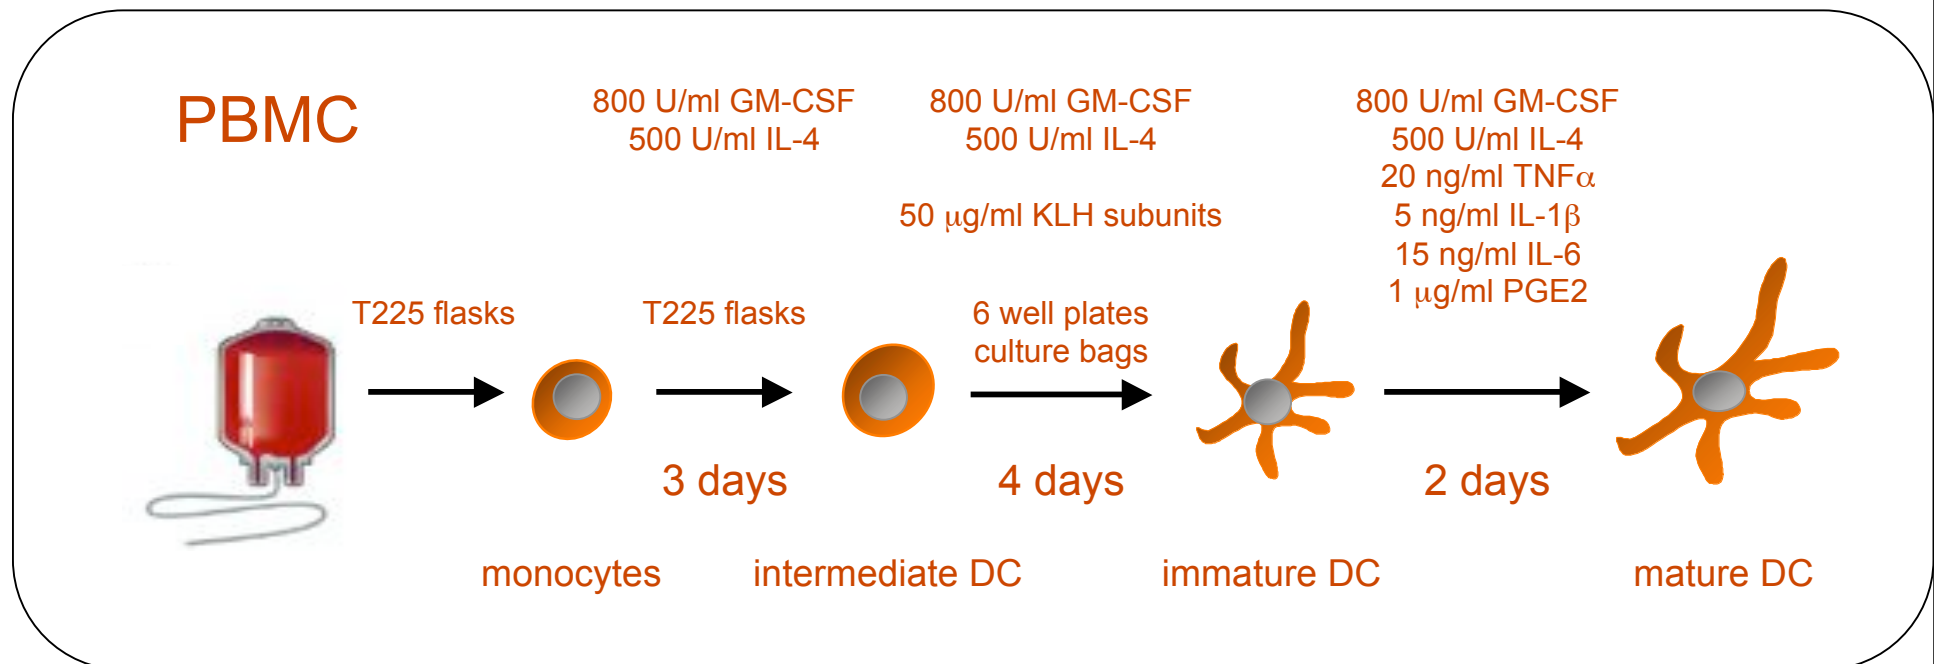 PBMC
800 U/ml GM-CSF
500 U/ml IL-4
800 U/ml GM-CSF
500 U/ml IL-4
50 μg/ml KLH subunits
800 U/ml GM-CSF
500 U/ml IL-4
20 ng/ml TNFα
5 ng/ml IL-1β
15 ng/ml IL-6
1 μg/ml PGE2
T225 flasks
T225 flasks
6 well plates
culture bags
3 days
4 days
2 days
monocytes
intermediate DC
immature DC
mature DC